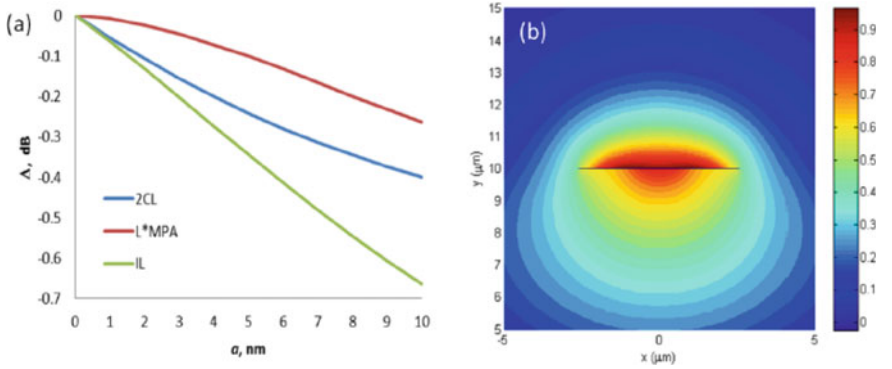 (a)
0
-0.1
-0.2
-0.3
-0.4
-0.5
-0.6
-0.7
Λ, dB
2CL
L*MPA
IL
0 1 2 3 4 5 6 7 8 9 10
a, nm
(b)
15
14
13
12
11
10
9
8
7
6
5
y (μm)
-5 0 5
x (μm)
0.9
0.8
0.7
0.6
0.5
0.4
0.3
0.2
0.1
0